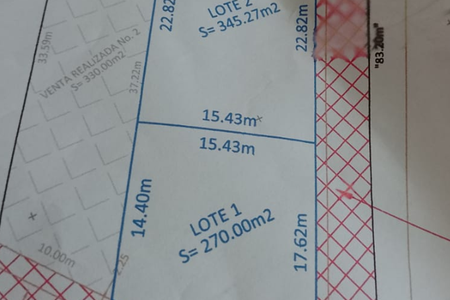 22.82
LOTE 2
S= 345.27m2
22.82m
"83.20m"
33.59m
VENTA REALIZADA No. 2
S= 330.00m2
37.22m
15.43m
15.43m
14.40m
LOTE 1
S= 270.00m2
17.62m
10.00m